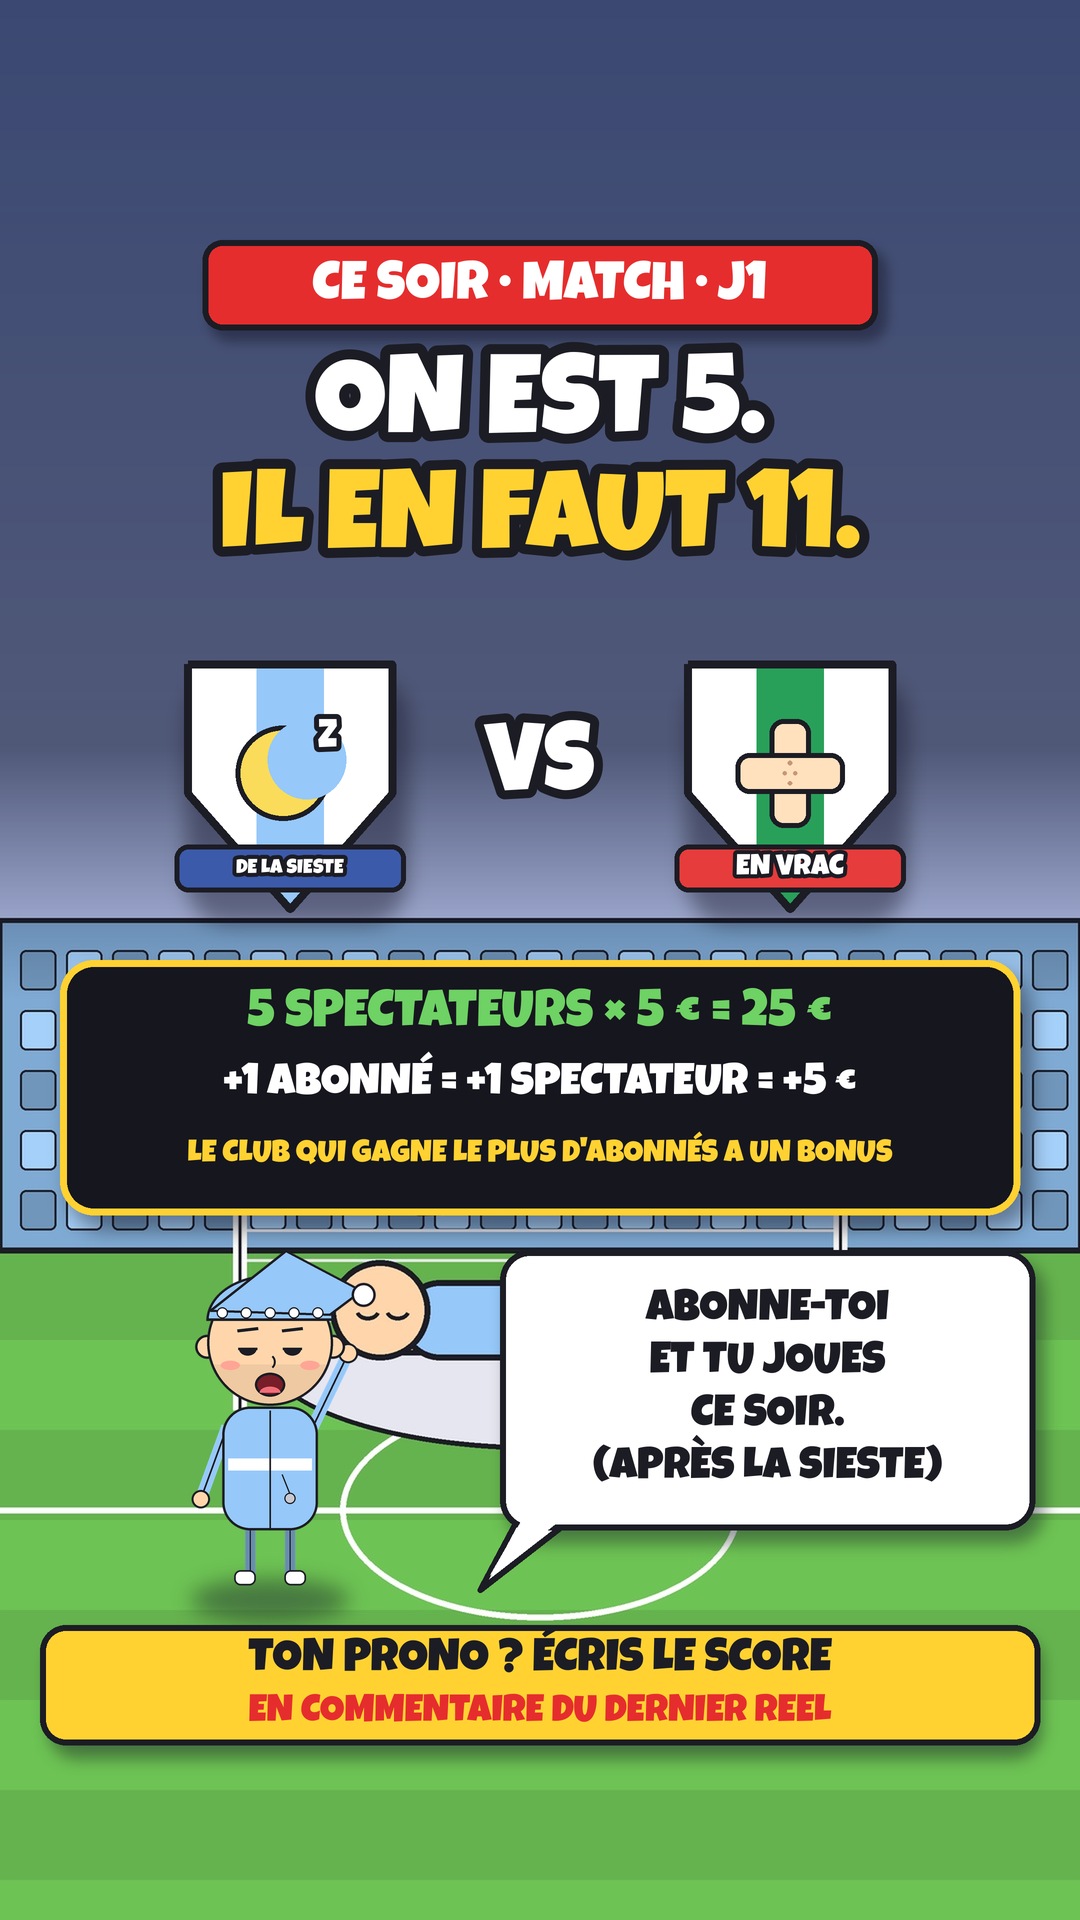 CE SOIR · MATCH · J1
ON EST 5.
IL EN FAUT 11.
Z
VS
DE LA SIESTE
EN VRAC
5 SPECTATEURS × 5 € = 25 €
+1 ABONNÉ = +1 SPECTATEUR = +5 €
LE CLUB QUI GAGNE LE PLUS D'ABONNÉS A UN BONUS
ABONNE-TOI
ET TU JOUES
CE SOIR.
(APRÈS LA SIESTE)
TON PRONO ? ÉCRIS LE SCORE
EN COMMENTAIRE DU DERNIER REEL